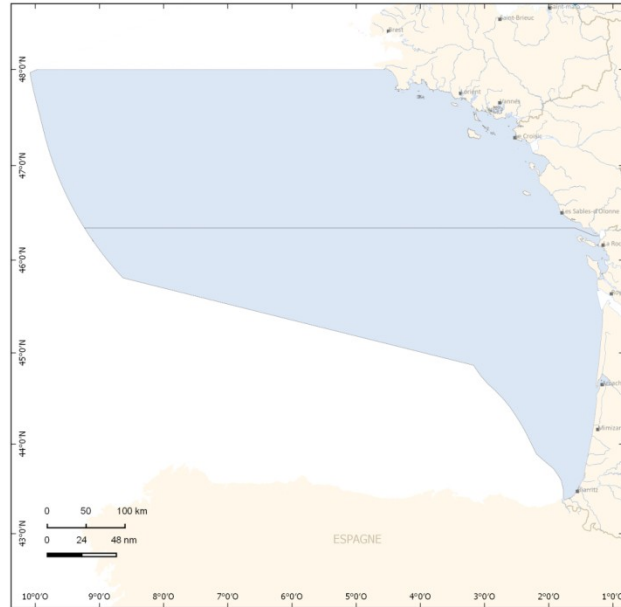 Saint-Brieuc
Brest
48°0'N
Lorient
Vannes
Le Croisic
47°0'N
Les Sables-d'Olonne
46°0'N
45°0'N
44°0'N
Biarritz
0 50 100 km
0 24 48 nm
43°0'N
ESPAGNE
10°0'O 9°0'O 8°0'O 7°0'O 6°0'O 5°0'O 4°0'O 3°0'O 2°0'O 1°0'O